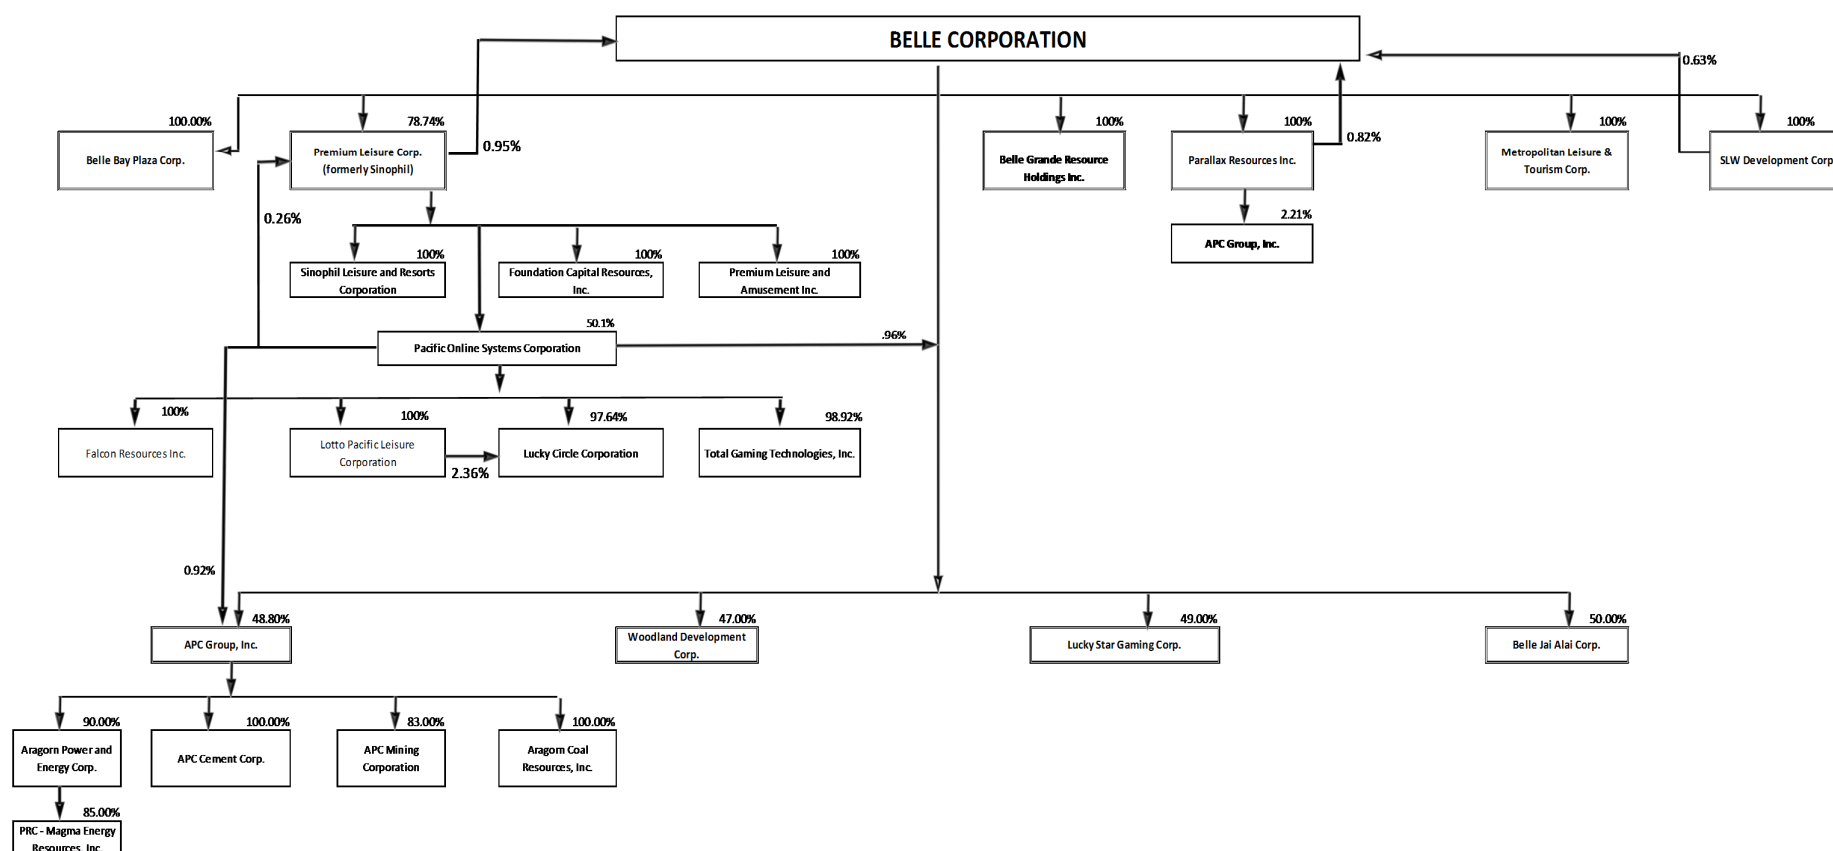 BELLE CORPORATION
0.63%
100.00%
78.74%
100%
100%
100%
100%
0.95%
0.82%
Belle Bay Plaza Corp.
Premium Leisure Corp.
(formerly Sinophil)
Belle Grande Resource
Holdings Inc.
Parallax Resources Inc.
Metropolitan Leisure &
Tourism Corp.
SLW Development Corp
0.26%
2.21%
APC Group, Inc.
100%
100%
100%
Sinophil Leisure and Resorts
Corporation
Foundation Capital Resources,
Inc.
Premium Leisure and
Amusement Inc.
50.1%
Pacific Online Systems Corporation
.96%
100%
100%
97.64%
98.92%
Falcon Resources Inc.
Lotto Pacific Leisure
Corporation
2.36%
Lucky Circle Corporation
Total Gaming Technologies, Inc.
0.92%
48.80%
47.00%
49.00%
50.00%
APC Group, Inc.
Woodland Development
Corp.
Lucky Star Gaming Corp.
Belle Jai Alai Corp.
90.00%
100.00%
83.00%
100.00%
Aragorn Power and
Energy Corp.
APC Cement Corp.
APC Mining
Corporation
Aragorn Coal
Resources, Inc.
85.00%
PRC - Magma Energy
Resources, Inc.